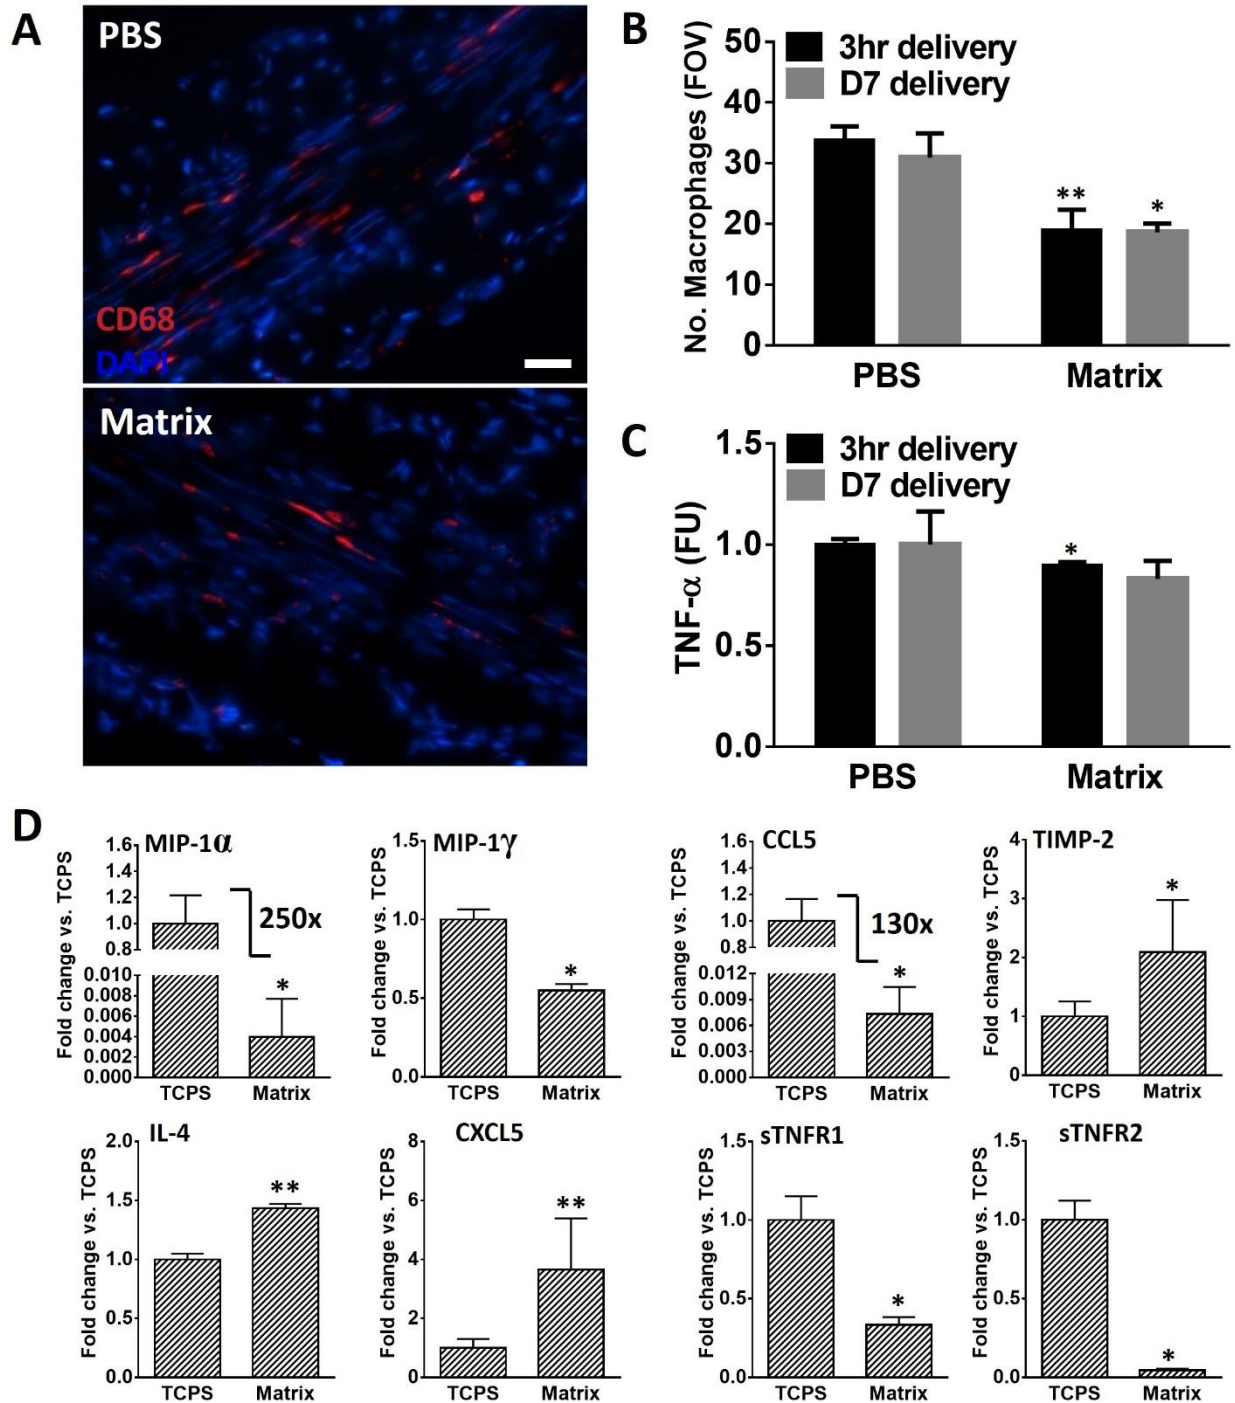 A
PBS
CD68
DAPI
Matrix
B
No. Macrophages (FOV)
50
40
30
20
10
0
3hr delivery
D7 delivery
**
*
PBS
Matrix
C
TNF-α (FU)
1.5
1.0
0.5
0.0
3hr delivery
D7 delivery
*
PBS
Matrix
D
MIP-1α
Fold change vs. TCPS
1.6
1.4
1.2
1.0
0.8
0.010
0.008
0.006
0.004
0.002
0.000
250x
*
TCPS
Matrix
MIP-1γ
Fold change vs. TCPS
1.5
1.0
0.5
0.0
*
TCPS
Matrix
CCL5
Fold change vs. TCPS
1.6
1.4
1.2
1.0
0.8
0.012
0.009
0.006
0.003
0.000
130x
*
TCPS
Matrix
TIMP-2
Fold change vs. TCPS
4
3
2
1
0
*
TCPS
Matrix
IL-4
Fold change vs. TCPS
2.0
1.5
1.0
0.5
0.0
**
TCPS
Matrix
CXCL5
Fold change vs. TCPS
8
6
4
2
0
**
TCPS
Matrix
sTNFR1
Fold change vs. TCPS
1.5
1.0
0.5
0.0
*
TCPS
Matrix
sTNFR2
Fold change vs. TCPS
1.5
1.0
0.5
0.0
*
TCPS
Matrix